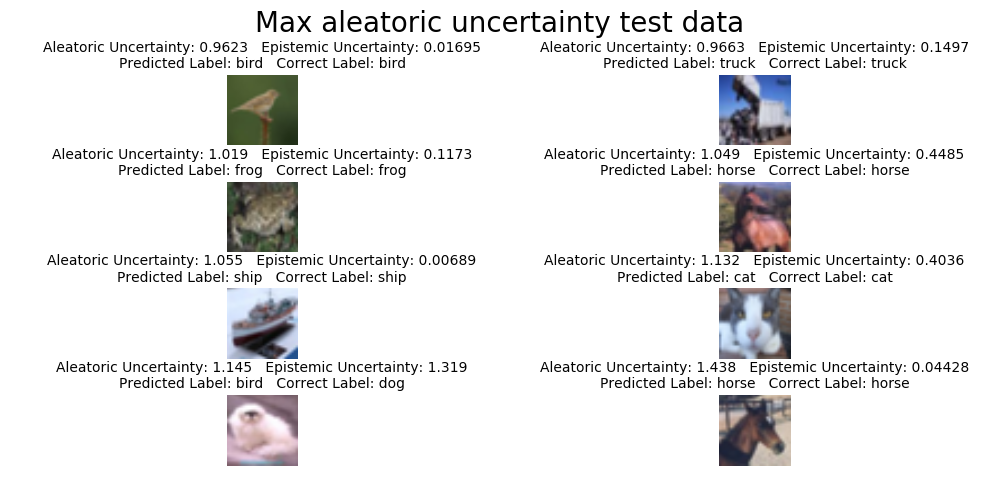 Max aleatoric uncertainty test data
Aleatoric Uncertainty: 0.9623   Epistemic Uncertainty: 0.01695
Predicted Label: bird   Correct Label: bird
Aleatoric Uncertainty: 0.9663   Epistemic Uncertainty: 0.1497
Predicted Label: truck   Correct Label: truck
Aleatoric Uncertainty: 1.019   Epistemic Uncertainty: 0.1173
Predicted Label: frog   Correct Label: frog
Aleatoric Uncertainty: 1.049   Epistemic Uncertainty: 0.4485
Predicted Label: horse   Correct Label: horse
Aleatoric Uncertainty: 1.055   Epistemic Uncertainty: 0.00689
Predicted Label: ship   Correct Label: ship
Aleatoric Uncertainty: 1.132   Epistemic Uncertainty: 0.4036
Predicted Label: cat   Correct Label: cat
Aleatoric Uncertainty: 1.145   Epistemic Uncertainty: 1.319
Predicted Label: bird   Correct Label: dog
Aleatoric Uncertainty: 1.438   Epistemic Uncertainty: 0.04428
Predicted Label: horse   Correct Label: horse